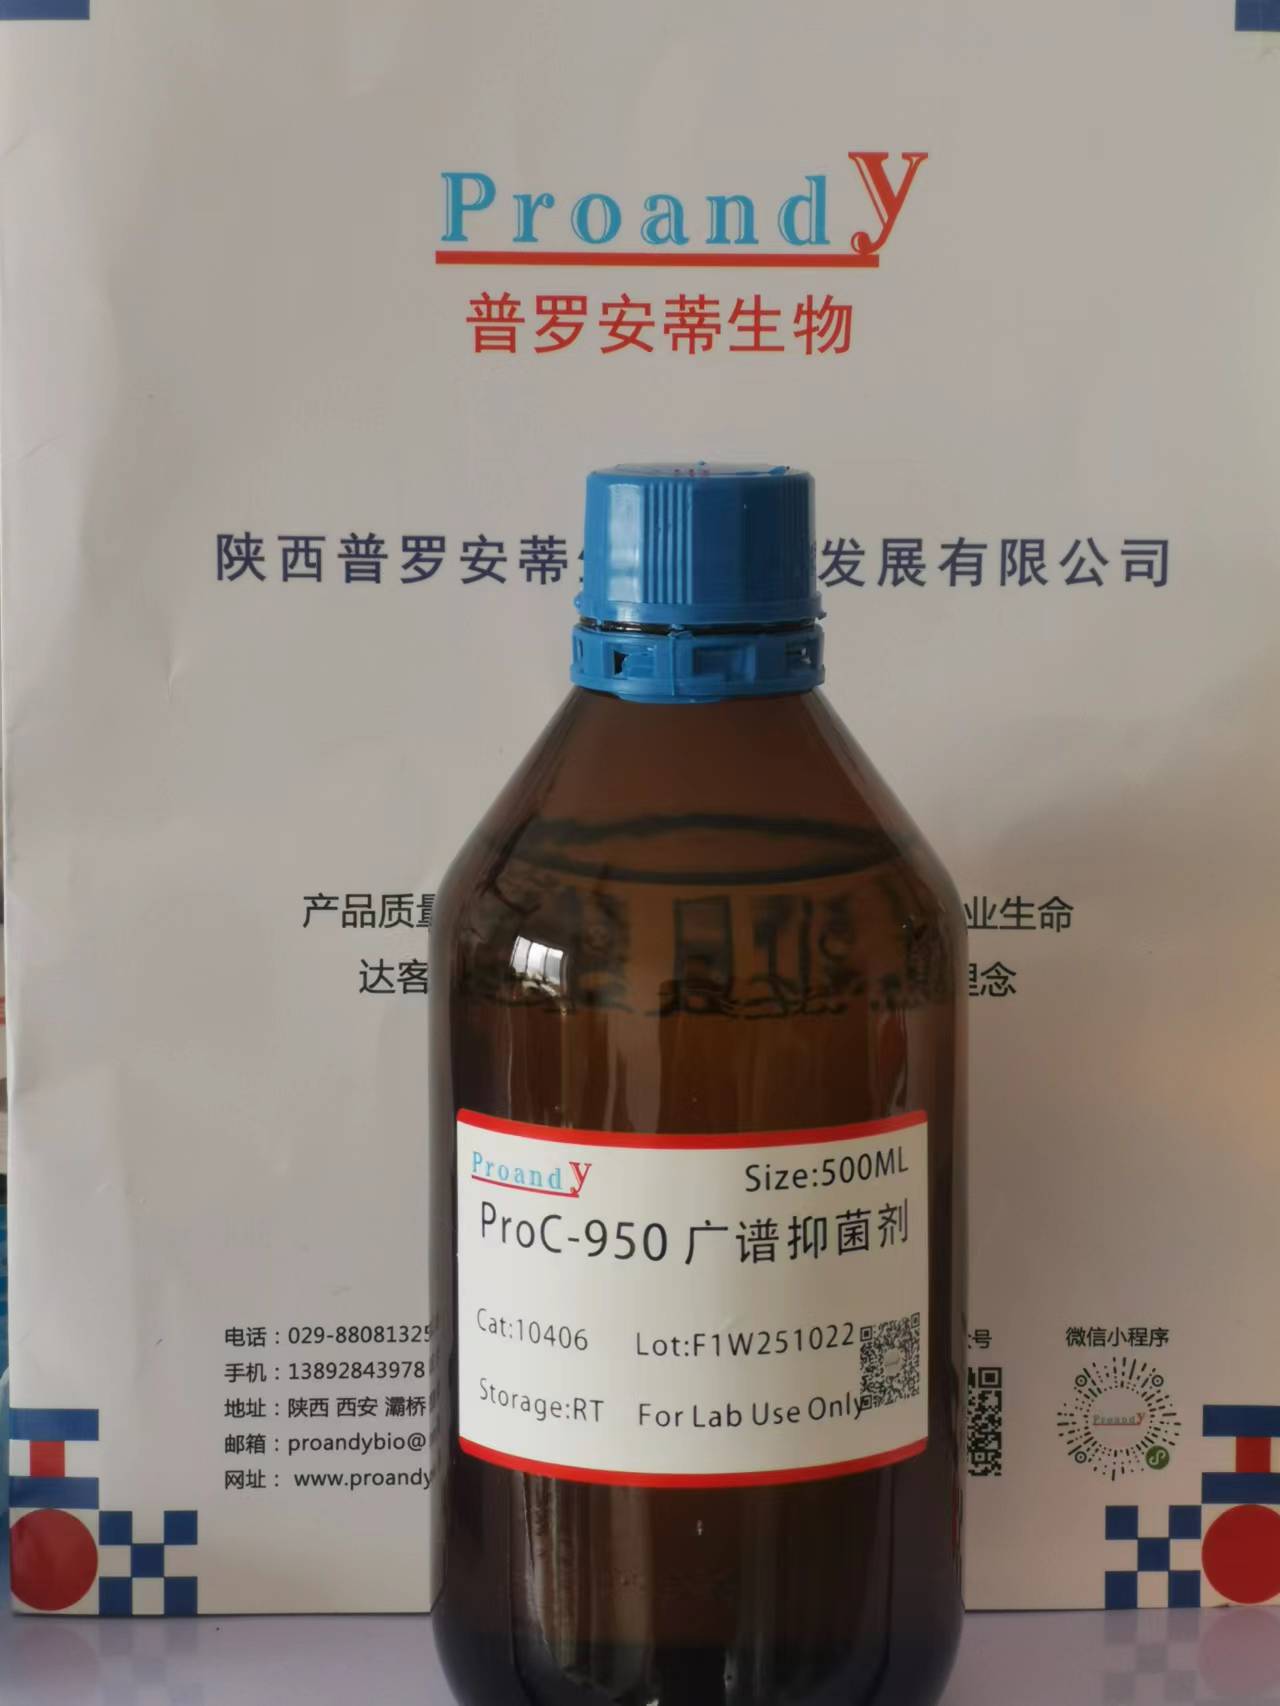 Proandy
普罗安蒂生物
陕西普罗安蒂
发展有限公司
产品质量
业生命
达客
理念
Proandy
Size:500ML
ProC-950 广谱抑菌剂
Cat:10406
Lot:F1W251022
Storage:RT
For Lab Use Only
电话：029-8808132
手机：13892843978
地址：陕西 西安 灞桥
邮箱：proandybio@
网址： www.proandy
号
微信小程序
Proandy